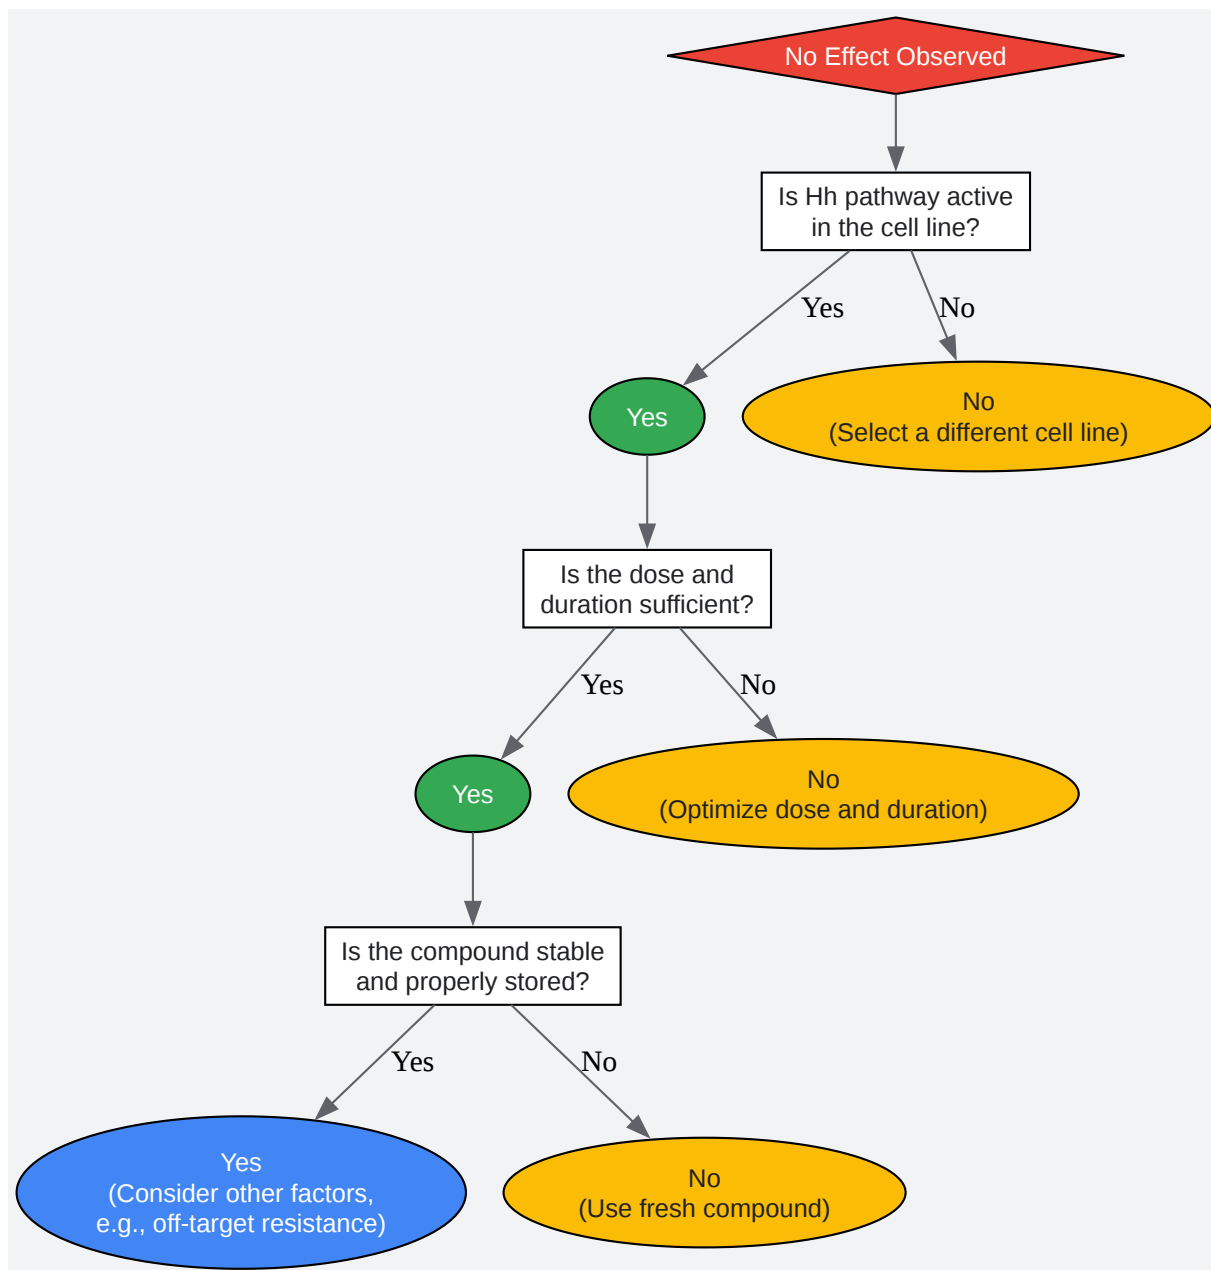 No Effect Observed
Is Hh pathway active
in the cell line?
Yes
No
Yes
No
(Select a different cell line)
Is the dose and
duration sufficient?
Yes
No
Yes
No
(Optimize dose and duration)
Is the compound stable
and properly stored?
Yes
No
Yes
(Consider other factors,
e.g., off-target resistance)
No
(Use fresh compound)